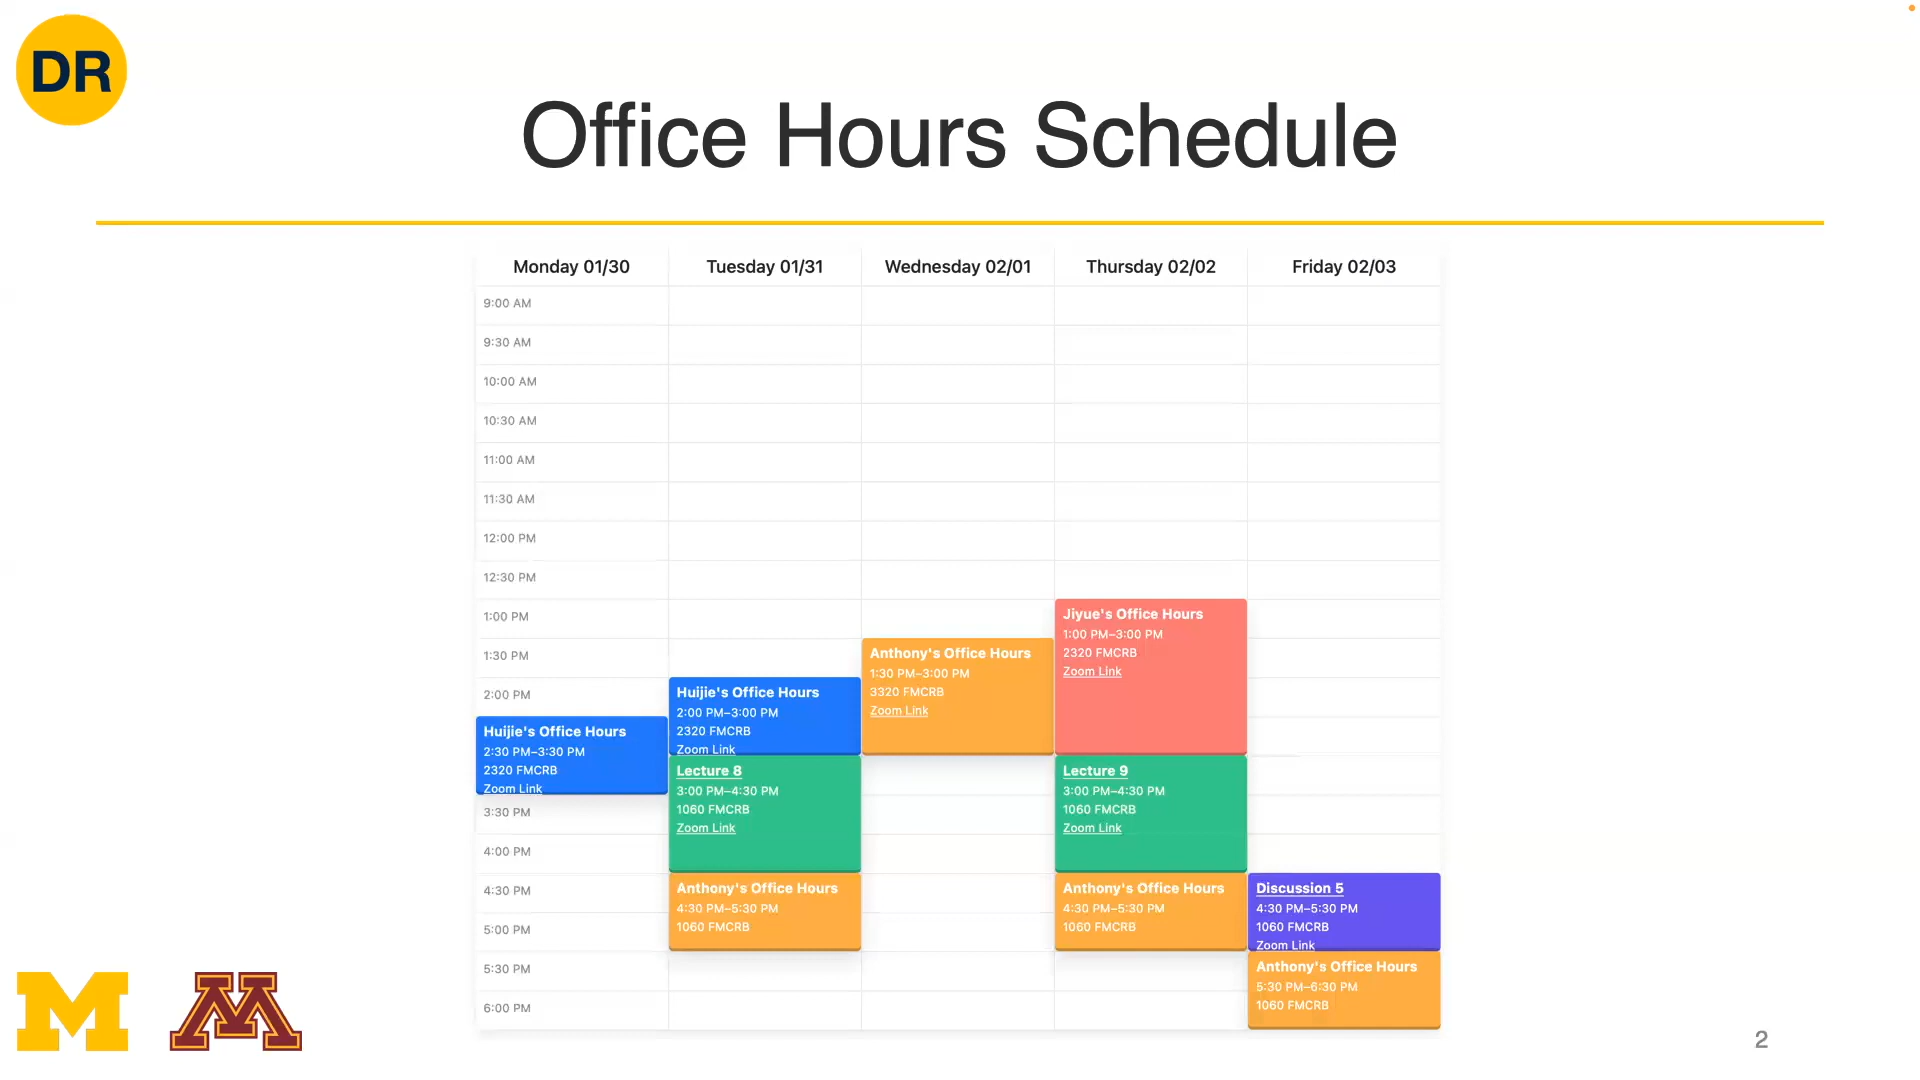 DR
Office Hours Schedule
Monday 01/30
Tuesday 01/31
Wednesday 02/01
Thursday 02/02
Friday 02/03
9:00 AM
9:30 AM
10:00 AM
10:30 AM
11:00 AM
11:30 AM
12:00 PM
12:30 PM
1:00 PM
1:30 PM
2:00 PM
Huijie's Office Hours
2:30 PM–3:30 PM
2320 FMCRB
Zoom Link
3:30 PM
4:00 PM
4:30 PM
5:00 PM
5:30 PM
6:00 PM
Huijie's Office Hours
2:00 PM–3:00 PM
2320 FMCRB
Zoom Link
Lecture 8
3:00 PM–4:30 PM
1060 FMCRB
Zoom Link
Anthony's Office Hours
4:30 PM–5:30 PM
1060 FMCRB
Anthony's Office Hours
1:30 PM–3:00 PM
3320 FMCRB
Zoom Link
Jiyue's Office Hours
1:00 PM–3:00 PM
2320 FMCRB
Zoom Link
Lecture 9
3:00 PM–4:30 PM
1060 FMCRB
Zoom Link
Anthony's Office Hours
4:30 PM–5:30 PM
1060 FMCRB
Discussion 5
4:30 PM–5:30 PM
1060 FMCRB
Zoom Link
Anthony's Office Hours
5:30 PM–6:30 PM
1060 FMCRB
M
M
2